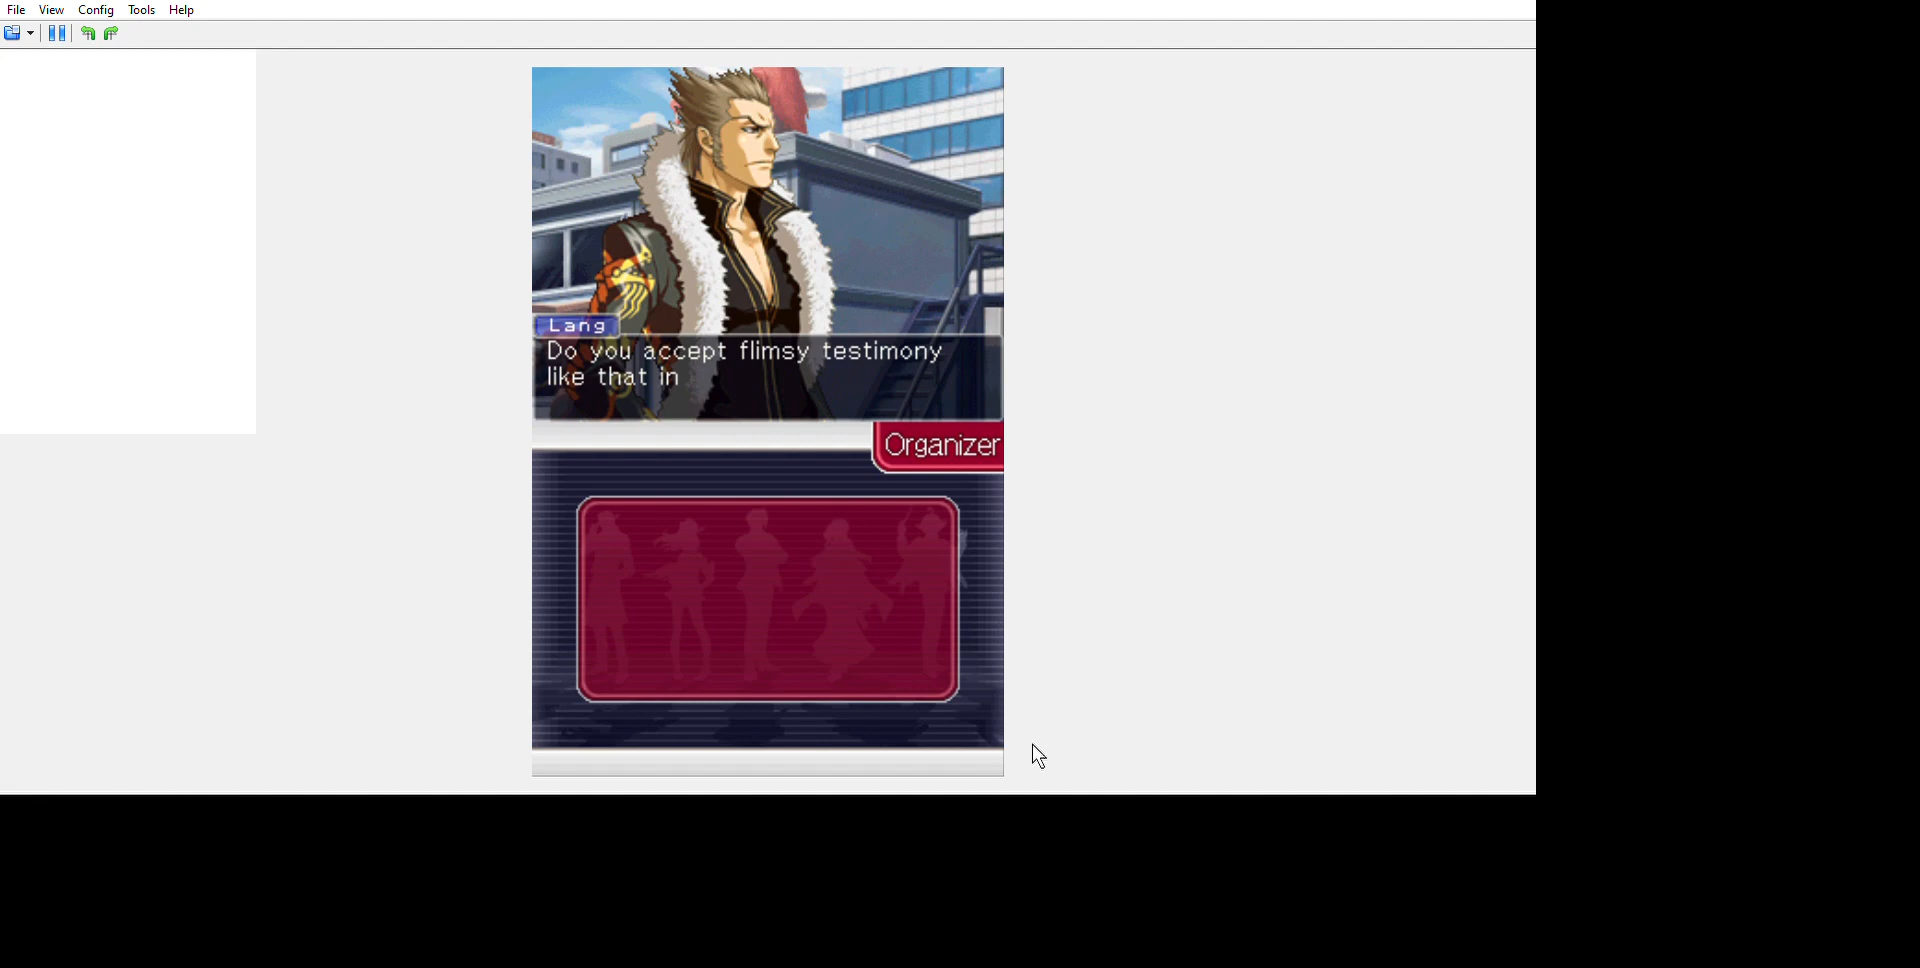 File View Config Tools Help
Lang
Do you accept flimsy testimony
like that in
Organizer